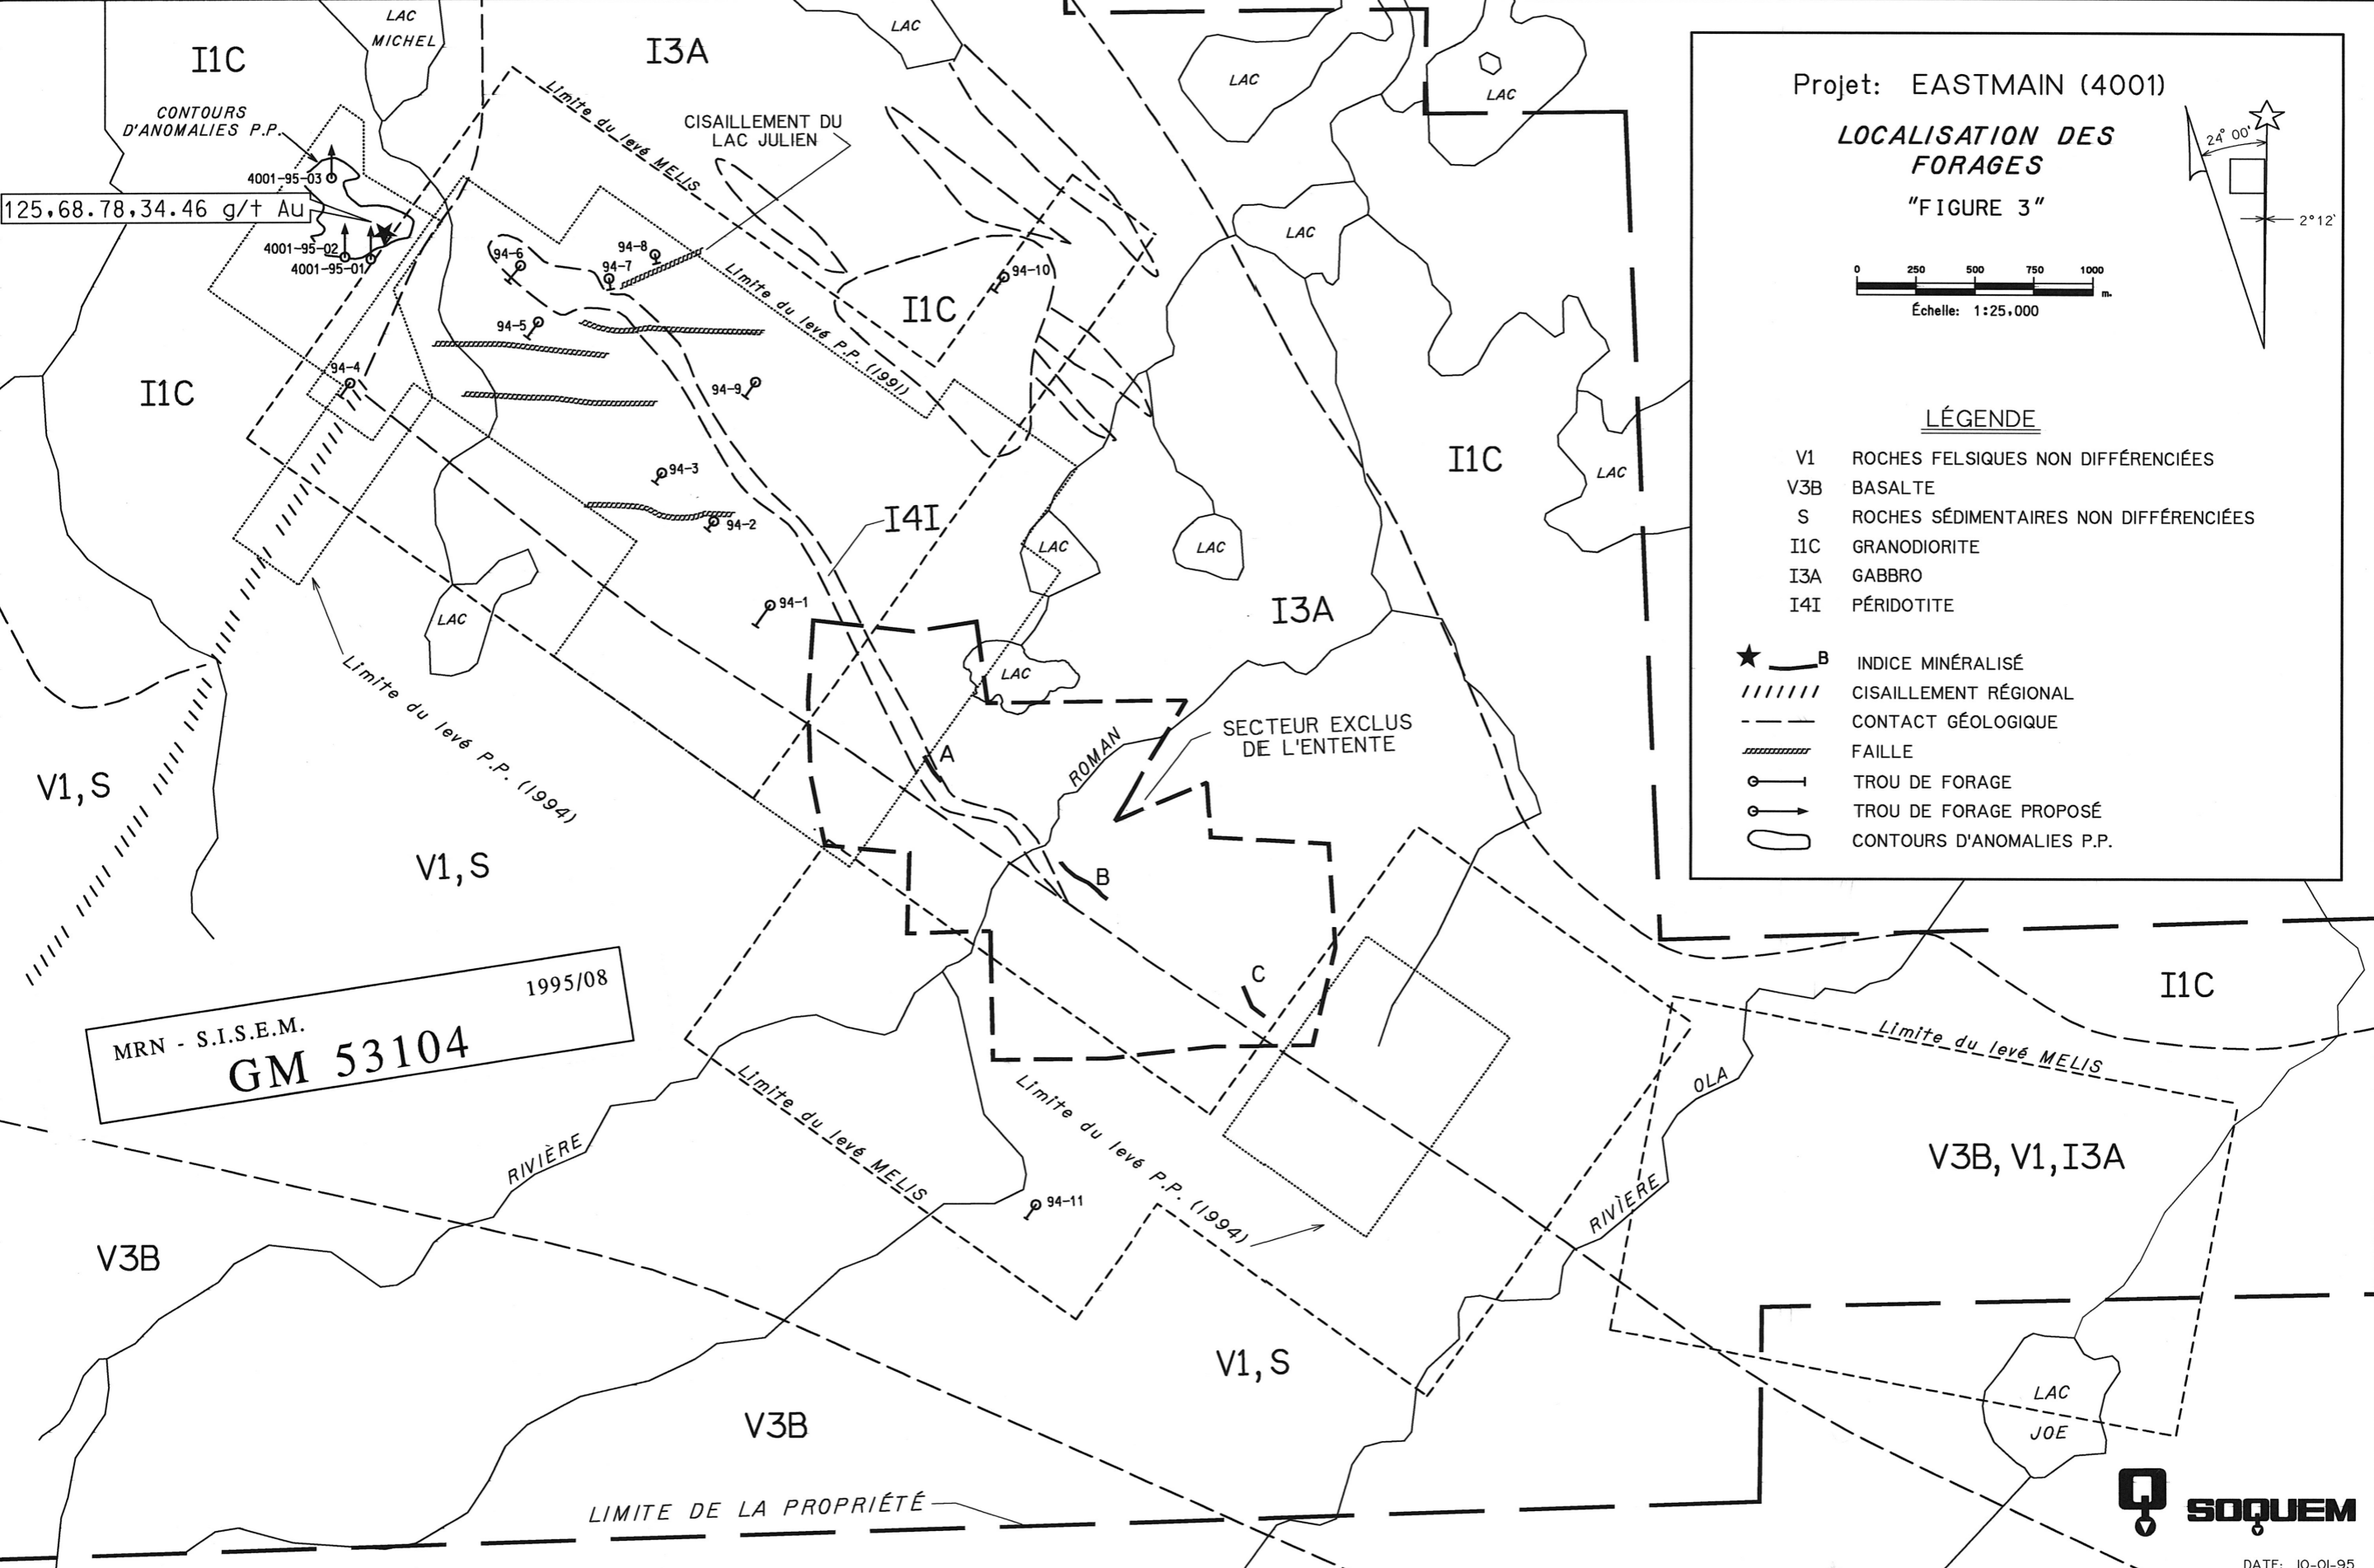 LAC
MICHEL
I1C
I3A
LAC
LAC
LAC
CONTOURS
D'ANOMALIES P.P.
Limite du levé MELIS
CISAILLEMENT DU
LAC JULIEN
4001-95-03
125,68.78,34.46 g/t Au
4001-95-02
4001-95-01
94-6
94-7
94-8
94-10
LAC
Limite du levé P.P. (1991)
I1C
94-5
94-4
94-9
I1C
I1C
94-3
LAC
94-2
I4I
LAC
LAC
94-1
I3A
LAC
LAC
Limite du levé P.P. (1994)
SECTEUR EXCLUS
DE L'ENTENTE
ROMAN
A
V1, S
V1, S
B
C
MRN - S.I.S.E.M.
1995/08
GM 53104
I1C
Limite du levé MELIS
Limite du levé MELIS
Limite du levé P.P. (1994)
OLA
RIVIÈRE
RIVIÈRE
V3B, V1, I3A
94-11
V3B
V1, S
V3B
LAC
JOE
LIMITE DE LA PROPRIÉTÉ
Projet: EASTMAIN (4001)
LOCALISATION DES
FORAGES
"FIGURE 3"
24° 00'
2° 12'
0 250 500 750 1000
m.
Échelle: 1:25,000
LÉGENDE
V1 ROCHES FELSIQUES NON DIFFÉRENCIÉES
V3B BASALTE
S ROCHES SÉDIMENTAIRES NON DIFFÉRENCIÉES
I1C GRANODIORITE
I3A GABBRO
I4I PÉRIDOTITE
B INDICE MINÉRALISÉ
CISAILLEMENT RÉGIONAL
CONTACT GÉOLOGIQUE
FAILLE
TROU DE FORAGE
TROU DE FORAGE PROPOSÉ
CONTOURS D'ANOMALIES P.P.
SOQUEM
DATE: 10-01-95